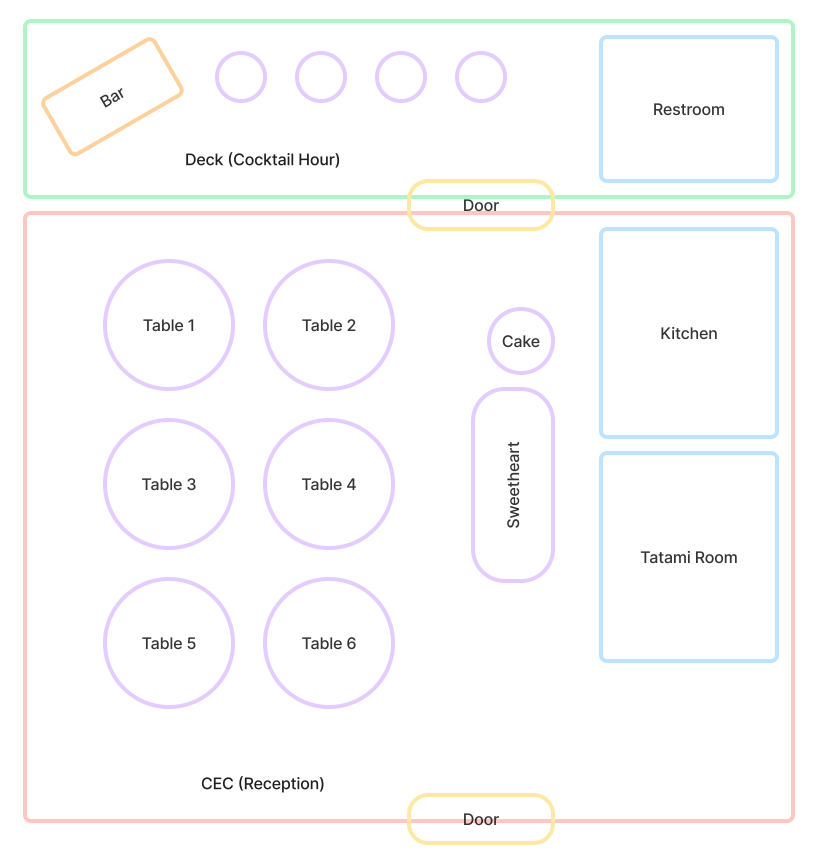 Bar
Restroom
Deck (Cocktail Hour)
Door
Table 1
Table 2
Cake
Kitchen
Table 3
Table 4
Sweetheart
Tatami Room
Table 5
Table 6
CEC (Reception)
Door